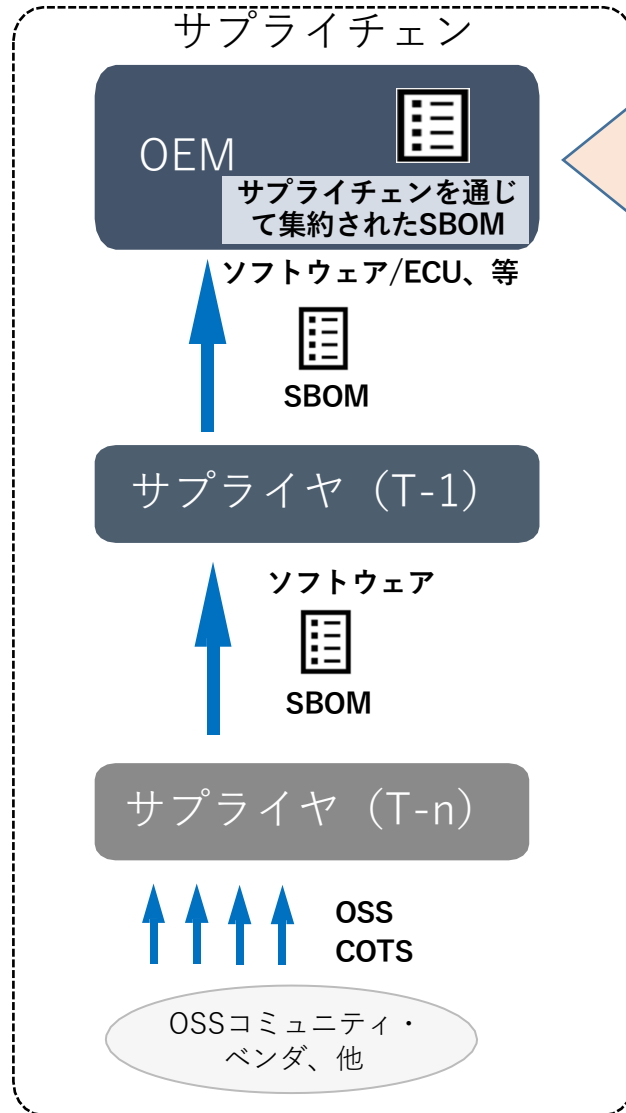 サプライチェン
OEM
サプライチェンを通じ
て集約されたSBOM
ソフトウェア/ECU、等
SBOM
サプライヤ（T-1）
ソフトウェア
SBOM
サプライヤ（T-n）
OSS
COTS
OSSコミュニティ・
ベンダ、他